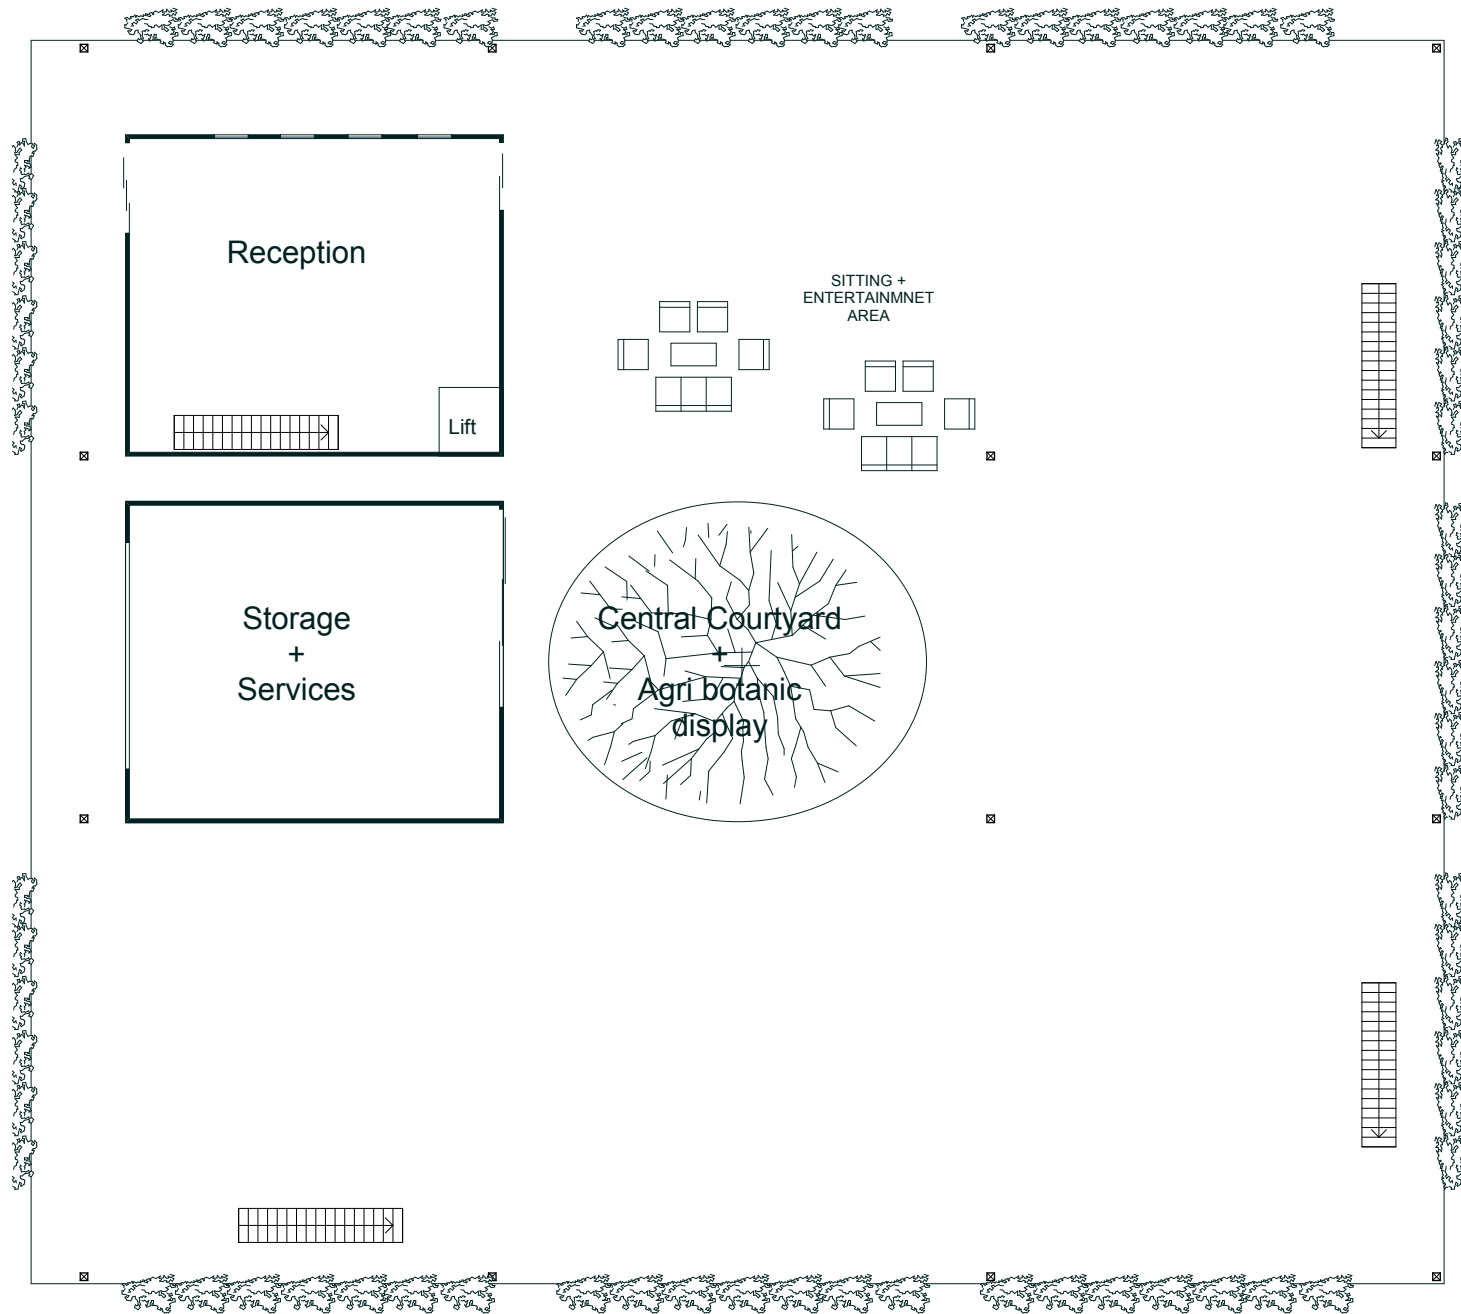 Reception
SITTING +
ENTERTAINMNET
AREA
Lift
Storage
+
Services
Central Courtyard
+
Agri botanic
display